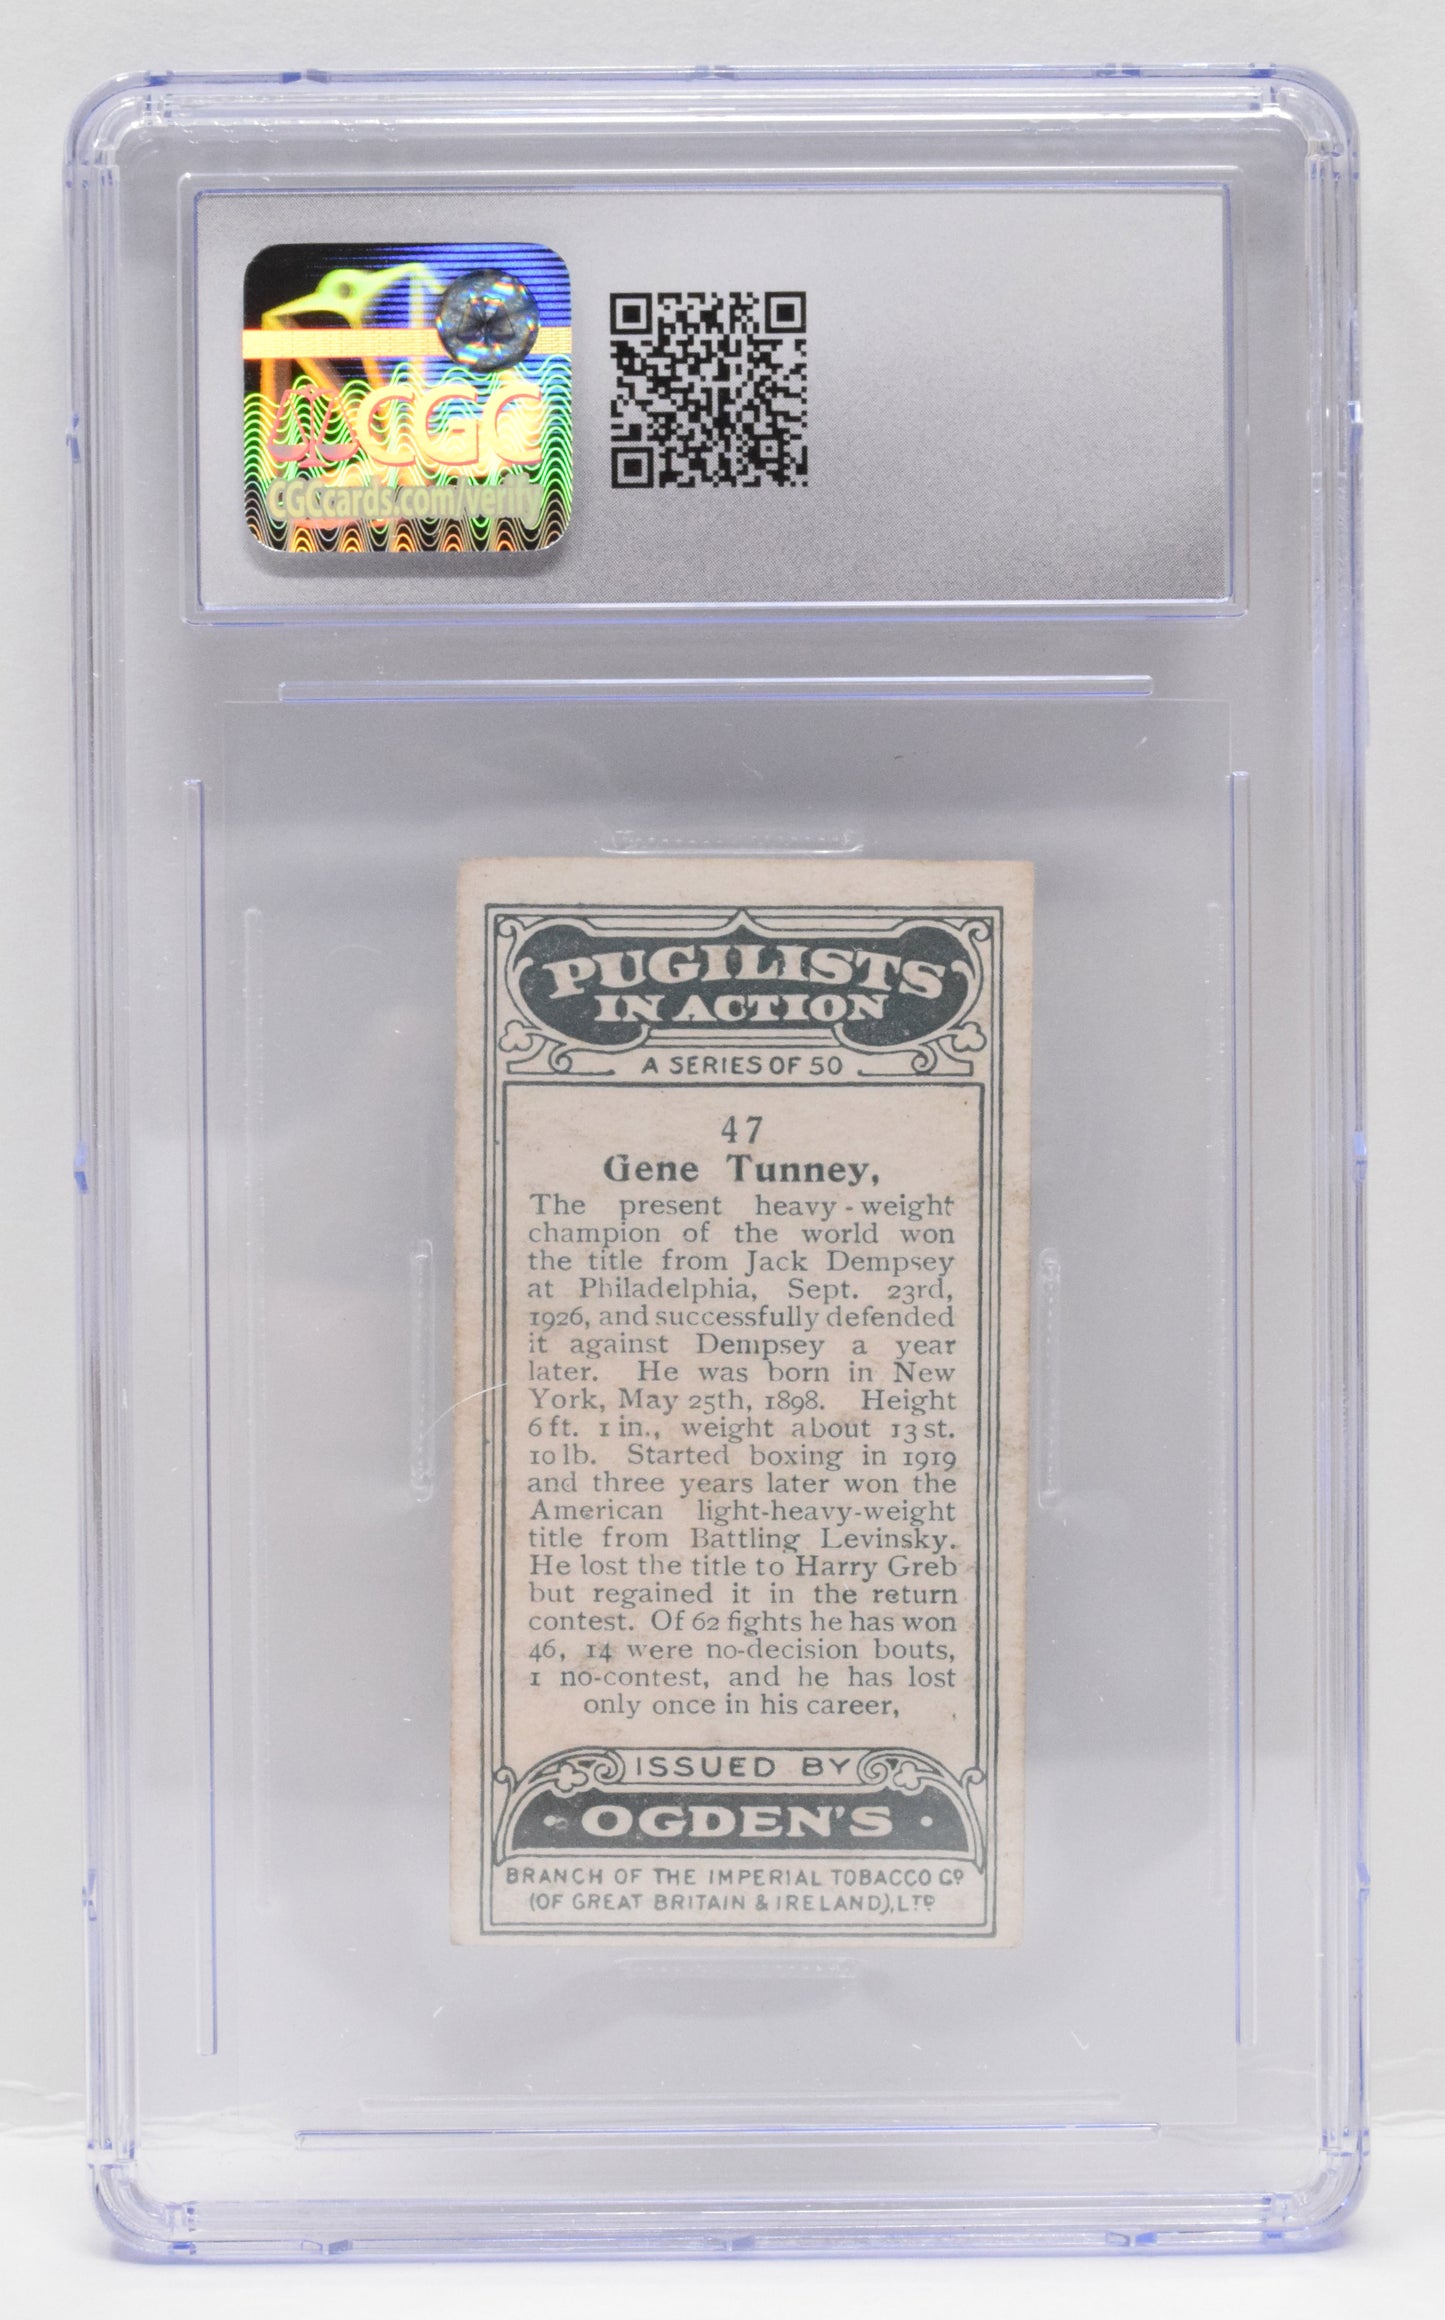 CGC
CGCcards.com/verify
PUGILISTS
IN ACTION
A SERIES OF 50
47
Gene Tunney,
The present heavy-weight
champion of the world won
the title from Jack Dempsey
at Philadelphia, Sept. 23rd,
1926, and successfully defended
it against Dempsey a year
later. He was born in New
York, May 25th, 1898. Height
6 ft. 1 in., weight about 13 st.
10 lb. Started boxing in 1919
and three years later won the
American light-heavy-weight
title from Battling Levinsky.
He lost the title to Harry Greb
but regained it in the return
contest. Of 62 fights he has won
46, 14 were no-decision bouts,
1 no-contest, and he has lost
only once in his career,
ISSUED BY
· OGDEN'S ·
BRANCH OF THE IMPERIAL TOBACCO CO
(OF GREAT BRITAIN & IRELAND), LTD